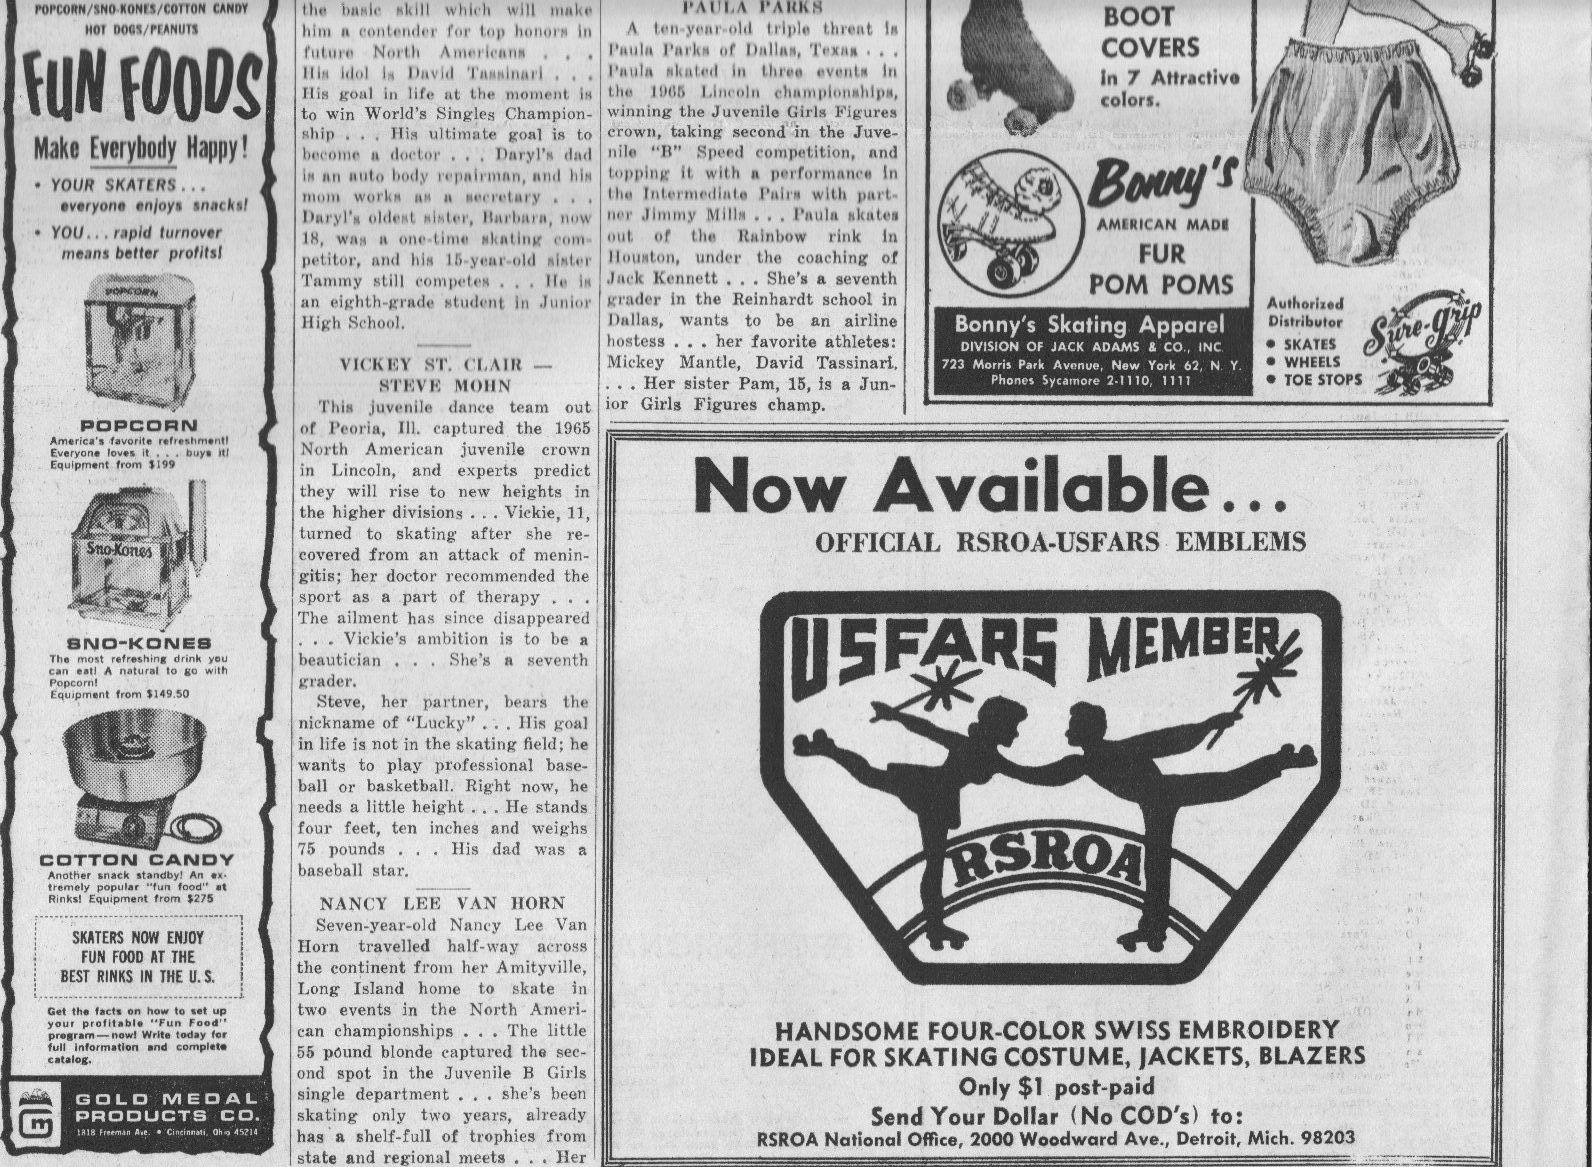 POPCORN/SNO-KONES/COTTON CANDY
HOT DOGS/PEANUTS
FUN FOODS
Make Everybody Happy!
• YOUR SKATERS...
everyone enjoys snacks!
• YOU... rapid turnover
means better profits!
POPCORN
POPCORN
America's favorite refreshment!
Everyone loves it . . . buys it!
Equipment from $199
Sno-Kones
SNO-KONES
The most refreshing drink you
can eat! A natural to go with
Popcorn!
Equipment from $149.50
COTTON CANDY
Another snack standby! An ex-
tremely popular "fun food" at
Rinks! Equipment from $275
SKATERS NOW ENJOY
FUN FOOD AT THE
BEST RINKS IN THE U. S.
Get the facts on how to set up
your profitable "Fun Food"
program—now! Write today for
full information and complete
catalog.
GOLD MEDAL
PRODUCTS CO.
1818 Freeman Ave. • Cincinnati, Ohio 45214
the basic skill which will make
him a contender for top honors in
future North Americans . . .
His idol is David Tassinari . . .
His goal in life at the moment is
to win World's Singles Champion-
ship . . . His ultimate goal is to
become a doctor . . . Daryl's dad
is an auto body repairman, and his
mom works as a secretary . . .
Daryl's oldest sister, Barbara, now
18, was a one-time skating com-
petitor, and his 15-year-old sister
Tammy still competes . . . He is
an eighth-grade student in Junior
High School.
VICKEY ST. CLAIR —
STEVE MOHN
This juvenile dance team out
of Peoria, Ill. captured the 1965
North American juvenile crown
in Lincoln, and experts predict
they will rise to new heights in
the higher divisions . . . Vickie, 11,
turned to skating after she re-
covered from an attack of menin-
gitis; her doctor recommended the
sport as a part of therapy . . .
The ailment has since disappeared
. . . Vickie's ambition is to be a
beautician . . . She's a seventh
grader.
Steve, her partner, bears the
nickname of "Lucky" . . . His goal
in life is not in the skating field; he
wants to play professional base-
ball or basketball. Right now, he
needs a little height . . . He stands
four feet, ten inches and weighs
75 pounds . . . His dad was a
baseball star.
NANCY LEE VAN HORN
Seven-year-old Nancy Lee Van
Horn travelled half-way across
the continent from her Amityville,
Long Island home to skate in
two events in the North Ameri-
can championships . . . The little
55 pound blonde captured the sec-
ond spot in the Juvenile B Girls
single department . . . she's been
skating only two years, already
has a shelf-full of trophies from
state and regional meets . . . Her
PAULA PARKS
A ten-year-old triple threat is
Paula Parks of Dallas, Texas . . .
Paula skated in three events in
the 1965 Lincoln championships,
winning the Juvenile Girls Figures
crown, taking second in the Juve-
nile "B" Speed competition, and
topping it with a performance in
the Intermediate Pairs with part-
ner Jimmy Mills . . . Paula skates
out of the Rainbow rink in
Houston, under the coaching of
Jack Kennett . . . She's a seventh
grader in the Reinhardt school in
Dallas, wants to be an airline
hostess . . . her favorite athletes:
Mickey Mantle, David Tassinari.
. . . Her sister Pam, 15, is a Jun-
ior Girls Figures champ.
BOOT
COVERS
in 7 Attractive
colors.
Bonny's
AMERICAN MADE
FUR
POM POMS
Bonny's Skating Apparel
DIVISION OF JACK ADAMS & CO., INC.
723 Morris Park Avenue, New York 62, N. Y.
Phones Sycamore 2-1110, 1111
Authorized
Distributor
• SKATES
• WHEELS
• TOE STOPS
Sure-grip
Now Available...
OFFICIAL RSROA-USFARS EMBLEMS
USFARS MEMBER
RSROA
HANDSOME FOUR-COLOR SWISS EMBROIDERY
IDEAL FOR SKATING COSTUME, JACKETS, BLAZERS
Only $1 post-paid
Send Your Dollar (No COD's) to:
RSROA National Office, 2000 Woodward Ave., Detroit, Mich. 98203